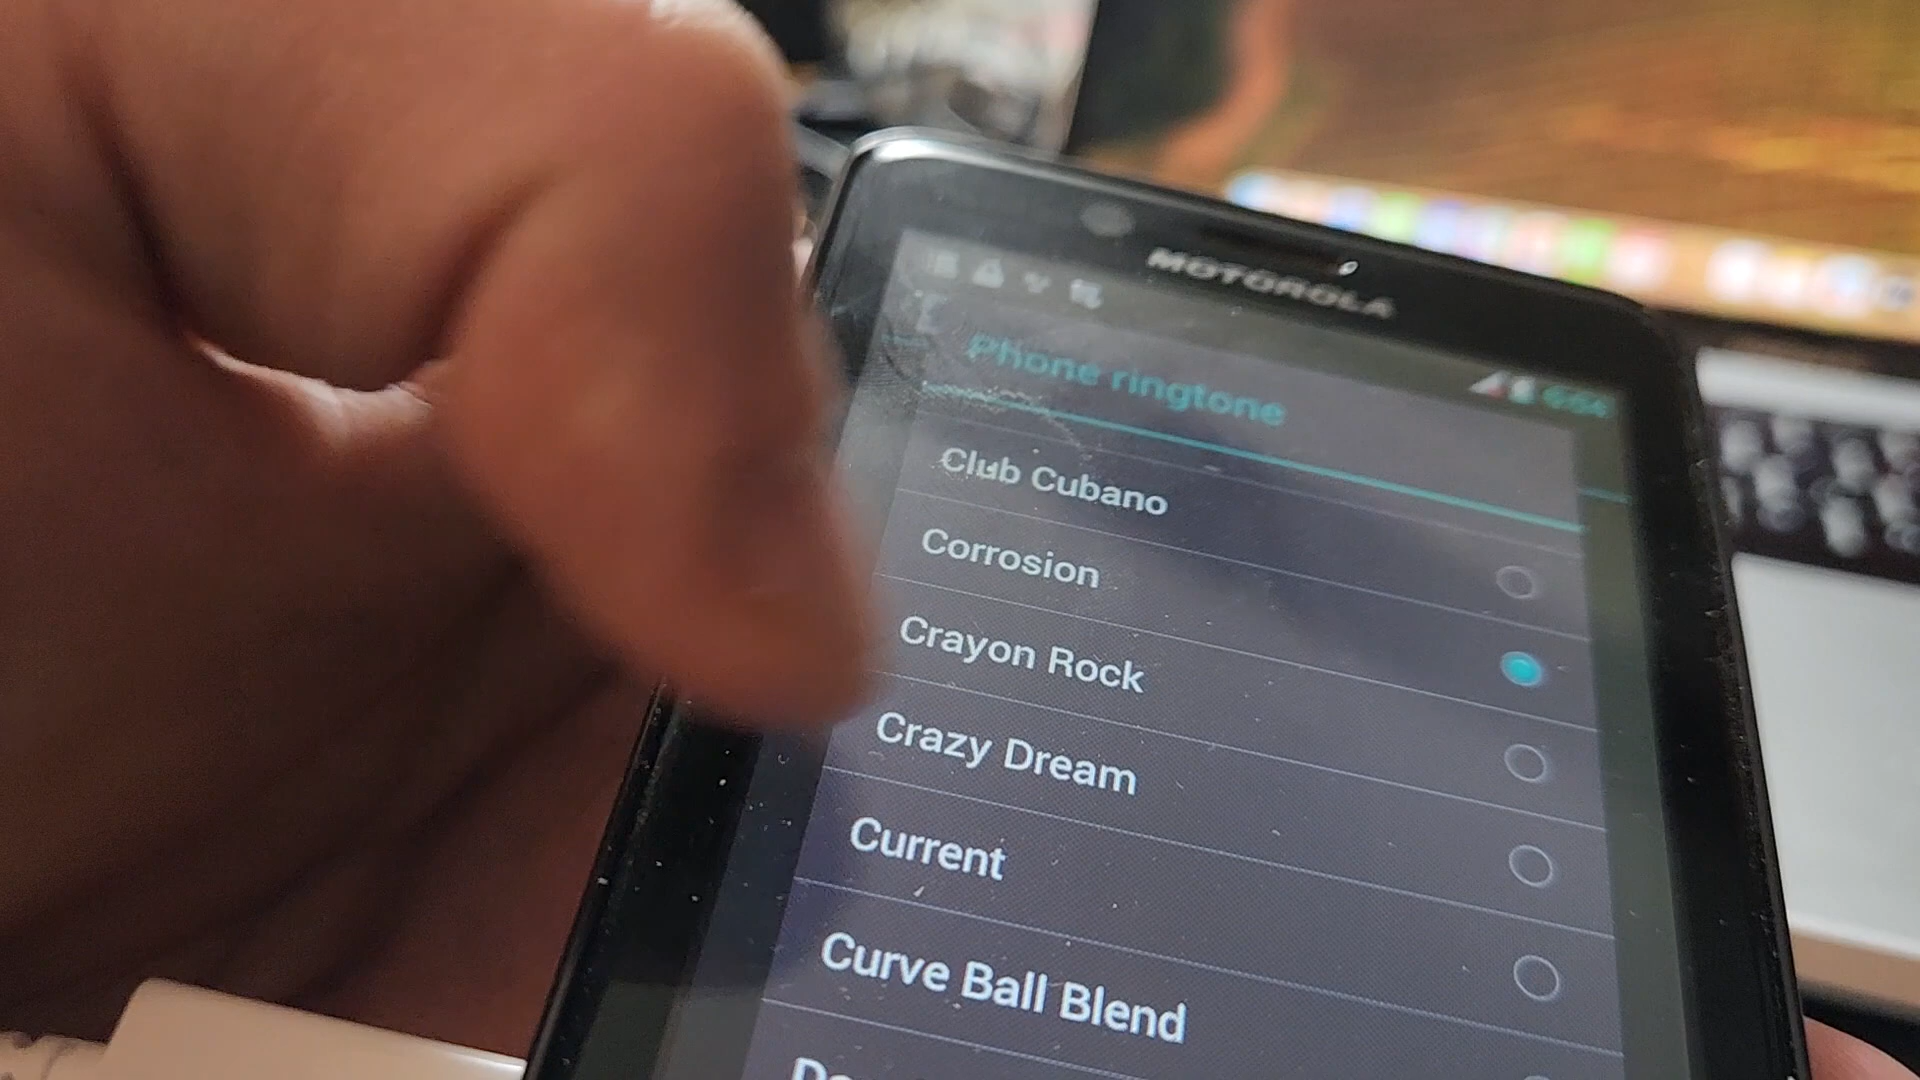 MOTOROLA
Phone ringtone
Club Cubano
Corrosion
Crayon Rock
Crazy Dream
Current
Curve Ball Blend